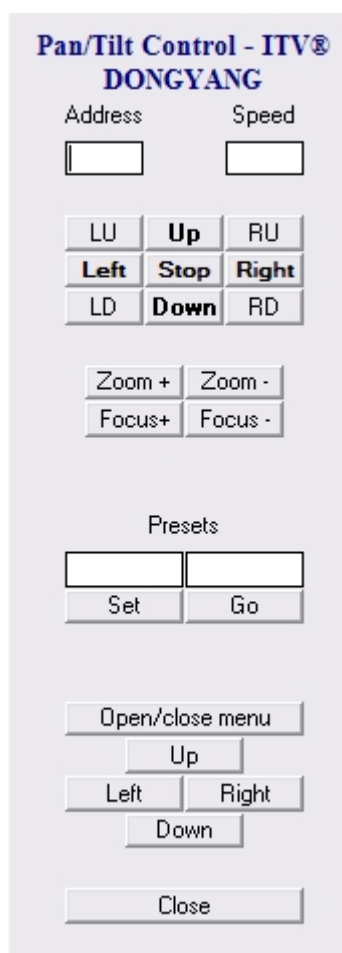 Pan/Tilt Control - ITV®
DONGYANG
Address Speed
LU Up RU
Left Stop Right
LD Down RD
Zoom + Zoom -
Focus+ Focus -
Presets
Set Go
Open/close menu
Up
Left Right
Down
Close